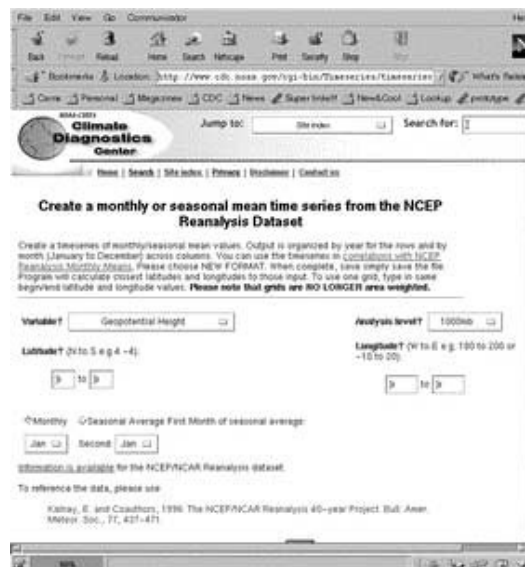 File Edit View Go Communicator
Back Reload Home Search Netscape Print Security Stop
Bookmarks & Location: http://www.cdc.noaa.gov/cgi-bin/Timeseries/timeseries
Personal Magazines CDC News New&Cool Lookup prototype
Climate
Diagnostics
Center
Jump to: Site index Search for:
Home | Search | Site index | Privacy | Disclaimer | Contact us
Create a monthly or seasonal mean time series from the NCEP
Reanalysis Dataset
Create a timeseries of monthly/seasonal mean values. Output is organized by year for the rows and by
month (January to December) across columns. You can use the timeseries in correlations with NCEP
Reanalysis Monthly Means. Please choose NEW FORMAT. When complete, save simply save the file.
Program will calculate closest latitudes and longitudes to those input. To use one grid, type in same
begin/end latitude and longitude values. Please note that grids are NO LONGER area weighted.
Variable? Geopotential Height Analysis level? 1000mb
Latitude? (N to S e.g 4 -4): Longitude? (W to E e.g. 180 to 200 or
-10 to 20):
to to
Monthly Seasonal Average First Month of seasonal average:
Jan Second Jan
Information is available for the NCEP/NCAR Reanalysis dataset.
To reference the data, please use
Kalnay, E. and Coauthors, 1996: The NCEP/NCAR Reanalysis 40-year Project. Bull. Amer.
Meteor. Soc., 77, 437-471.